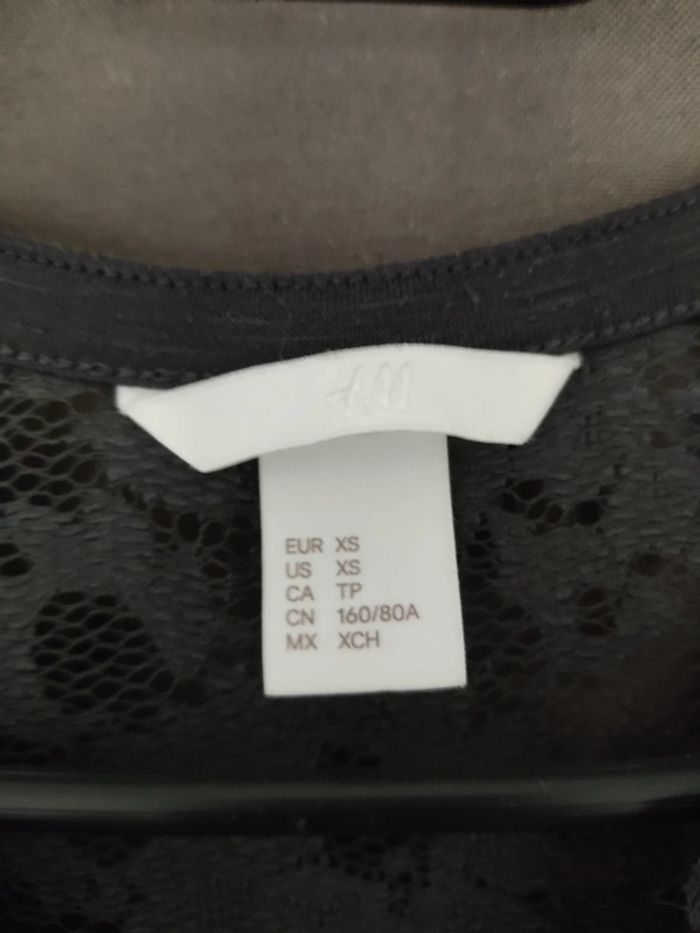 H&M
EUR XS
US XS
CA TP
CN 160/80A
MX XCH